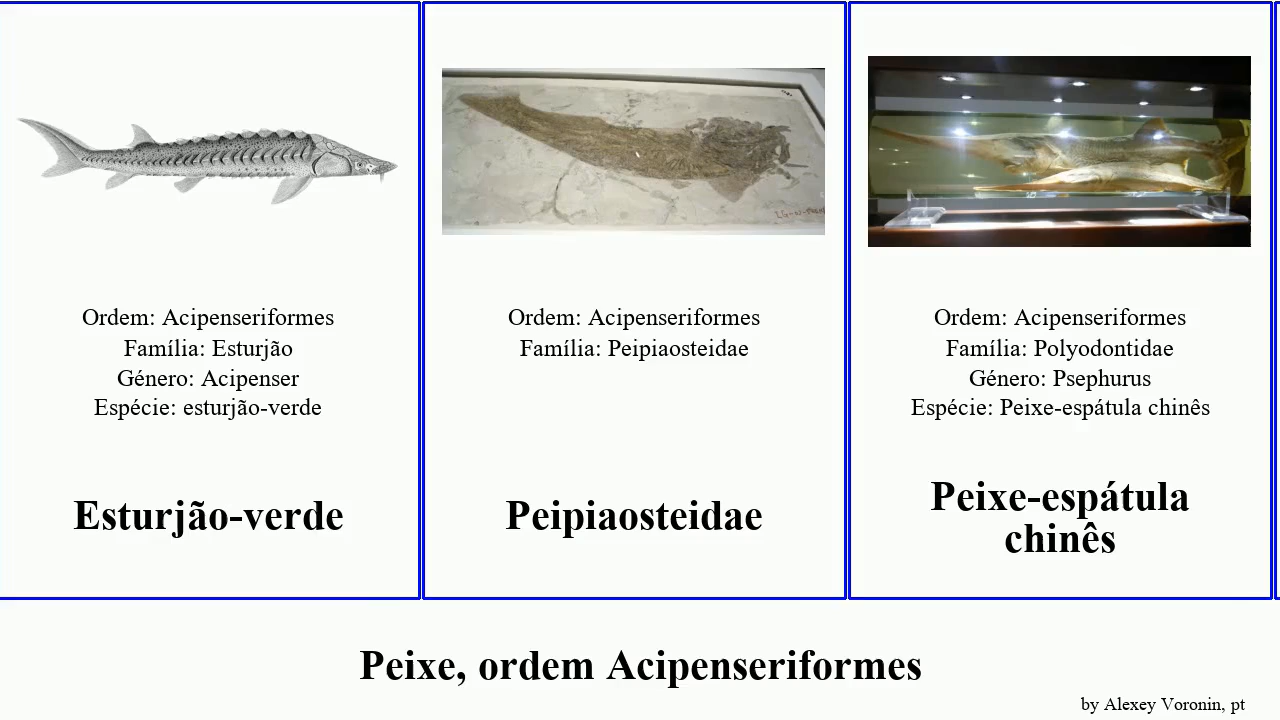 Ordem: Acipenseriformes
Família: Esturjão
Género: Acipenser
Espécie: esturjão-verde
Esturjão-verde
Ordem: Acipenseriformes
Família: Peipiaosteidae
Peipiaosteidae
Ordem: Acipenseriformes
Família: Polyodontidae
Género: Psephurus
Espécie: Peixe-espátula chinês
Peixe-espátula
chinês
Peixe, ordem Acipenseriformes
by Alexey Voronin, pt